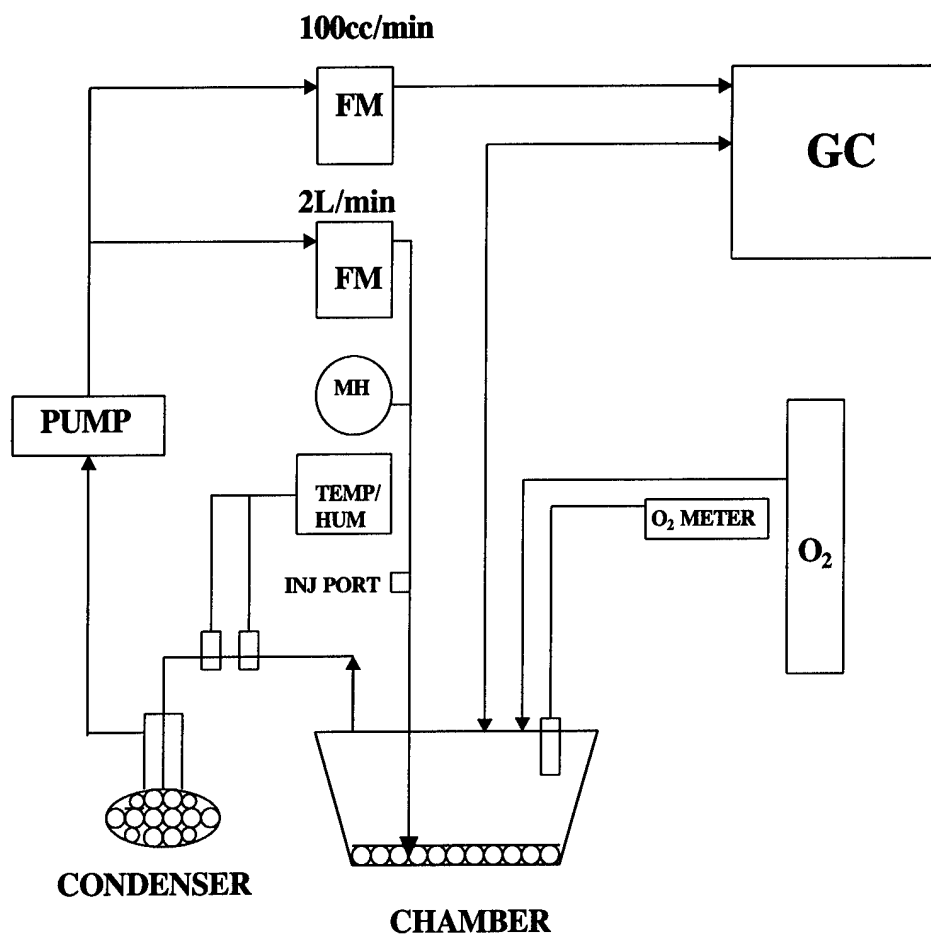 100cc/min
FM
GC
2L/min
FM
MH
PUMP
TEMP/
HUM
O₂ METER
O₂
INJ PORT
CONDENSER
CHAMBER